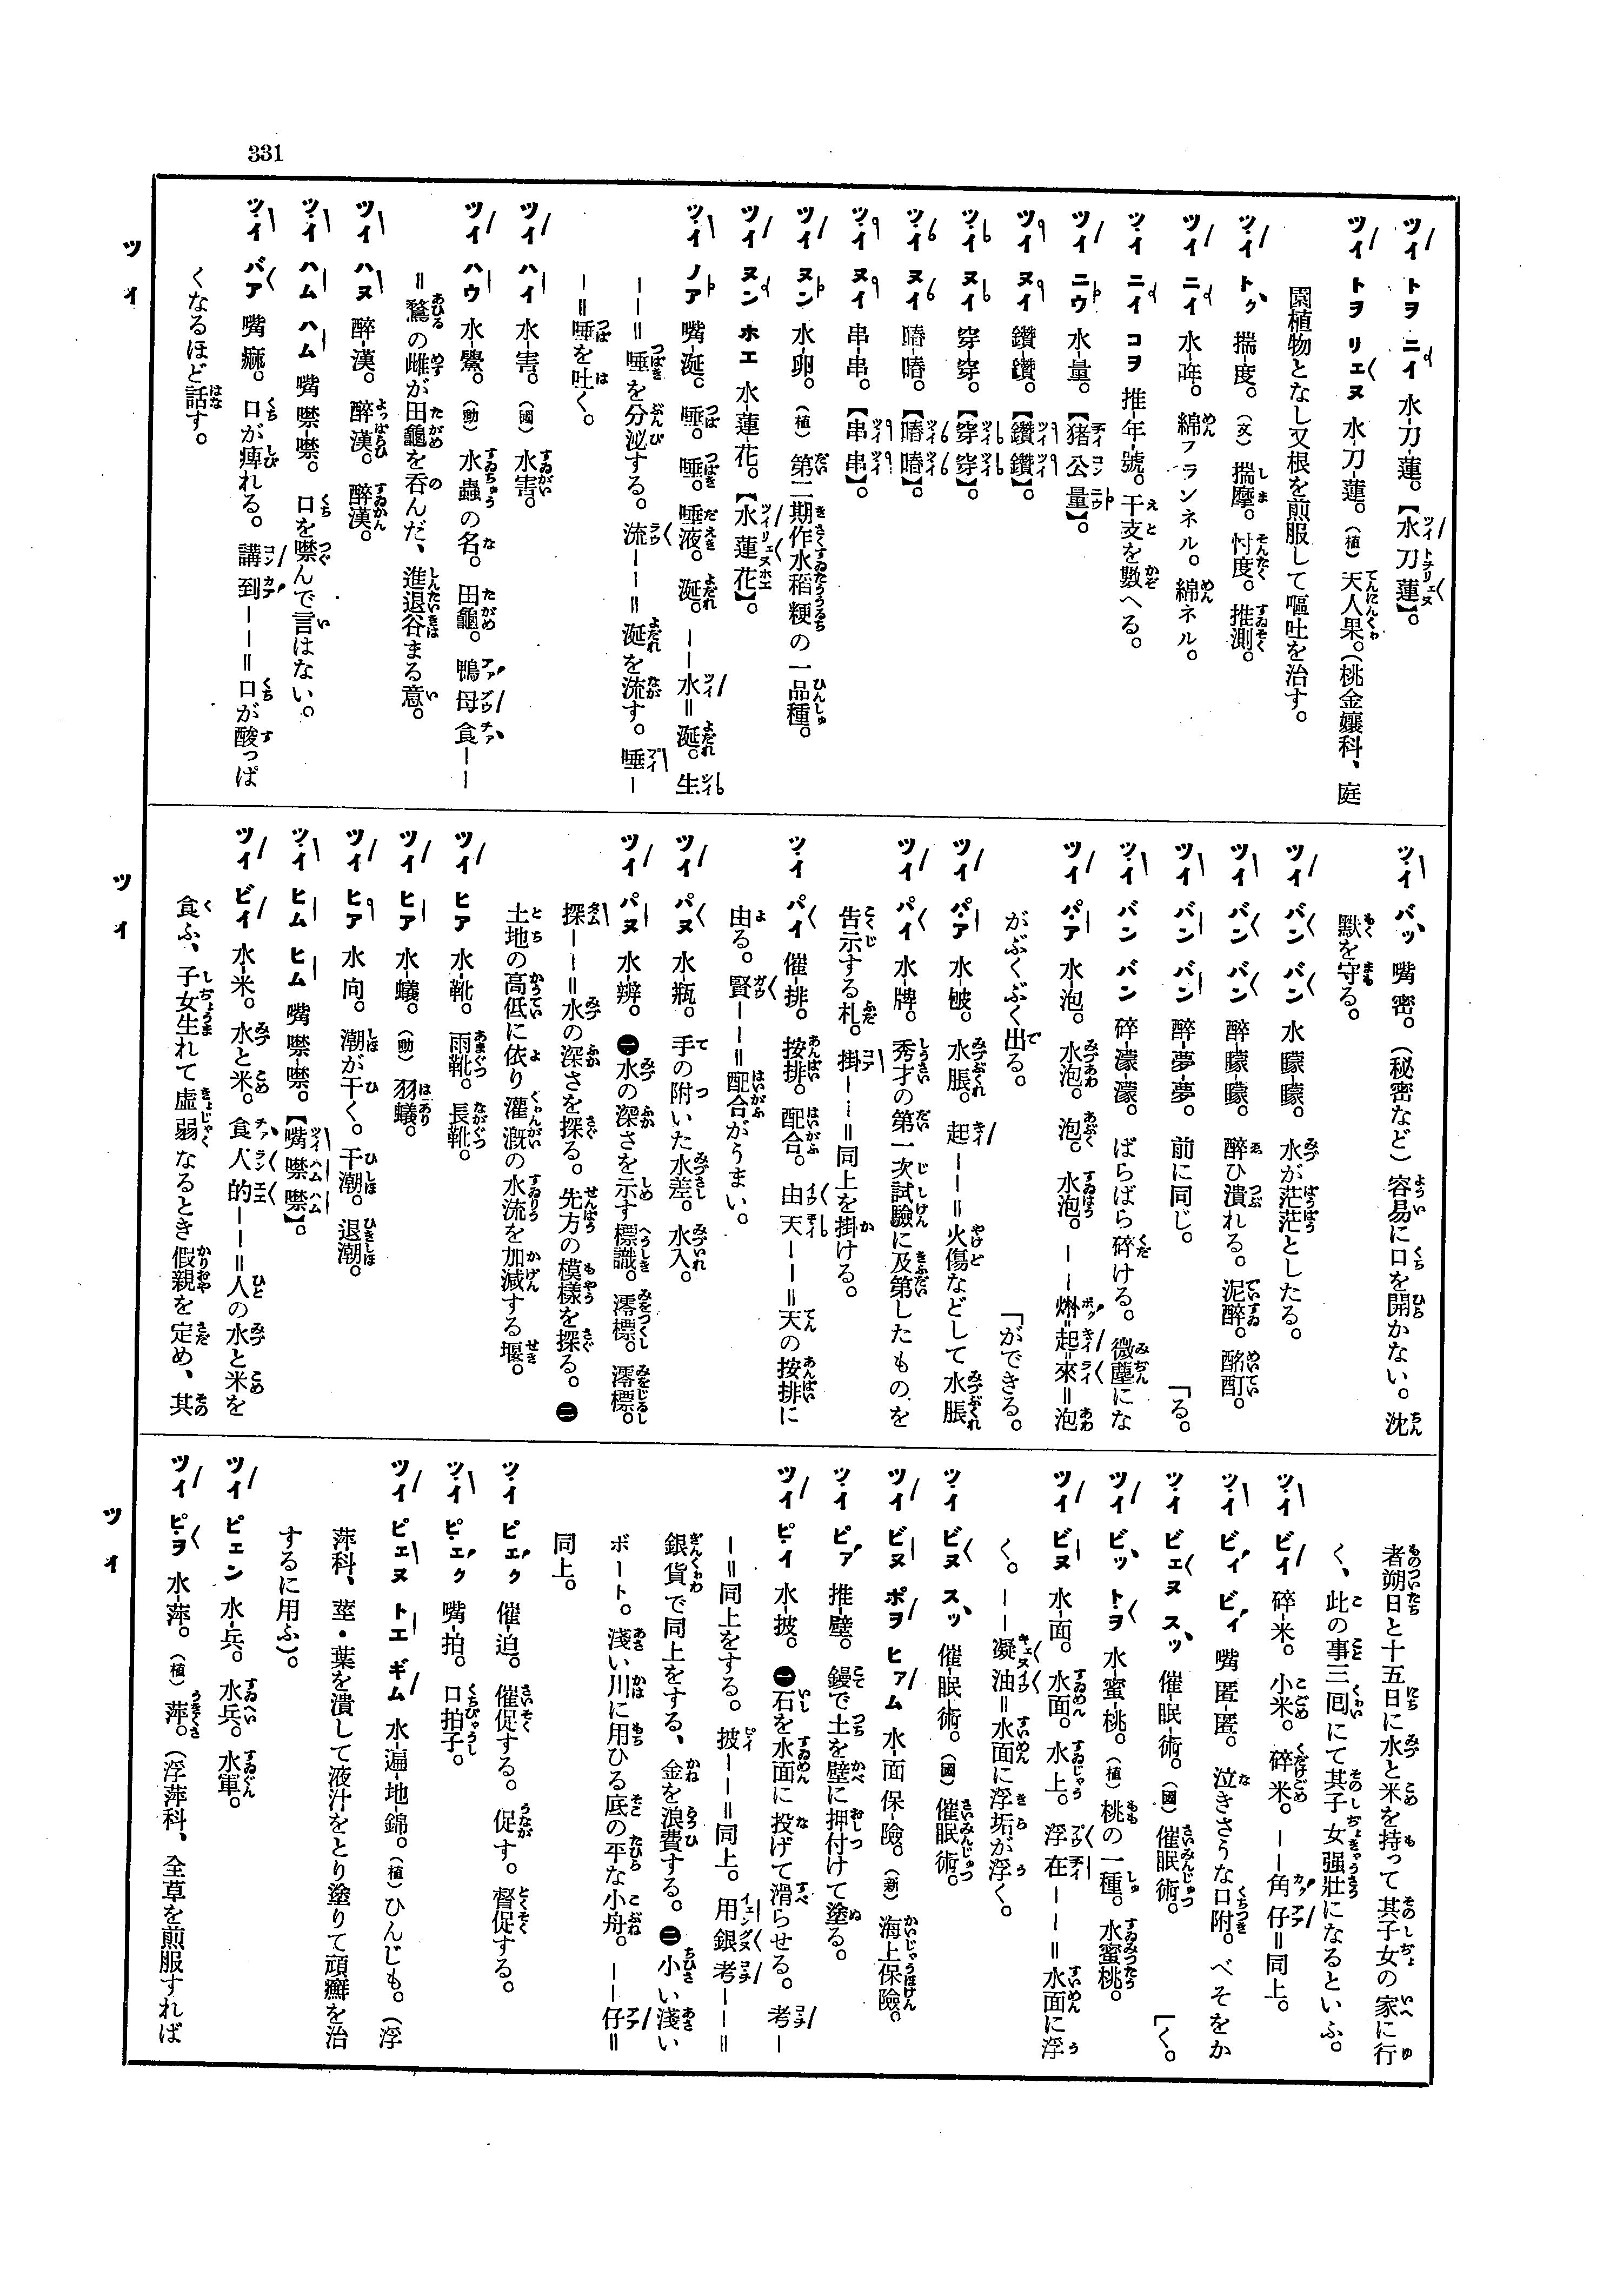 331
ツイ トヲ ニイ 水-刀-蓮。【水刀蓮】。
ツイ トヲ リェヌ 水-刀-蓮。(植)天人果。(桃金孃科、庭
園植物となし又根を煎服して嘔吐を治す。
ツイ トク 揣-度。(文) 揣摩。忖度。推測。
ツイ ニイ 水-。綿フランネル。綿ネル。
ツイ ニイ コヲ 推-年-號。干支を數へる。
ツイ ニウ 水-量。【猪公量】。
ツイ ヌイ 鑽-鑽。【鑽鑽】。
ツイ ヌイ 穿-穿。【穿穿】。
ツイ ヌイ
ツイ ヌイ 串-串。【串串】。
ツイ ヌン 水-卵。(植) 第二期作水稻粳の一品種。
ツイ ヌン ホエ 水-蓮-花。【水蓮花】。
ツイ ノア 嘴-涎。唾。唾。唾液。涎。――水=涎。生
――=唾を分泌する。流――=涎を流す。唾―
―=唾を吐く。
ツイ ハイ 水-害。(國) 水害。
ツイ ハウ 水-鱟。(動) 水蟲の名。田龜。鴨母食――
=鶩の雌が田龜を呑んだ、進退谷まる意。
ツイ ハヌ 醉-漢。醉漢。醉漢。
ツイ ハム ハム 嘴 噤-噤。口を噤んで言はない。
ツイ バア 嘴 痲。口が痺れる。講到――=口が酸っぱ
くなるほど話す。
ツイ
ツイ バッ 嘴 密。(秘密など) 容易に口を開かない。沈
默を守る。
ツイ バン バン 水 矇-矇。水が茫茫としたる。
ツイ バン バン 醉-矇-矇。醉ひ潰れる。泥醉。酩酊。
ツイ バン バン 醉-夢-夢。前に同じ。 「る。
ツイ バン バン 碎-濛-濛。ばらばら碎ける。微塵にな
ツイ パア 水-泡。水泡。泡。水泡。――=起=來=泡
がぶくぶく出る。 「ができる。
ツイ パア 水-皰。水脹。起――=火傷などして水脹
ツイ パイ 水-牌。秀才の第一次試驗に及第したものを
告示する札。掛――=同上を掛ける。
ツイ パイ 催-排。按排。配合。由天――=天の按排に
由る。賢――=配合がうまい。
ツイ パヌ 水 瓶。手の附いた水差。水入。
ツイ パヌ 水-辨。㊀水の深さを示す標識。澪標。澪標。
探――=水の深さを探る。先方の模樣を探る。㊁
土地の高低に依り灌漑の水流を加減する堰。
ツイ ヒア 水-靴。雨靴。長靴。
ツイ ヒア 水-蟻。(動) 羽蟻。
ツイ ヒア 水 向。潮が干く。干潮。退潮。
ツイ ヒム ヒム 嘴 噤-噤。【嘴噤噤】。
ツイ ビイ 水-米。水と米。食人的――=人の水と米を
食ふ、子女生れて虛弱なるとき假親を定め、其
ツイ
者朔日と十五日に水と米を持って其子女の家に行
く、此の事三囘にて其子女强壯になるといふ。
ツイ ビイ 碎-米。小米。碎米。――角仔=同上。
ツイ ビイ ビイ 嘴 匿-匿。泣きさうな口附。べそをか
ツイ ビェヌ スッ 催-眠-術。(國) 催眠術。 「く。
ツイ ビッ トヲ 水-蜜-桃。(植) 桃の一種。水蜜桃。
ツイ ビヌ 水-面。水面。水上。浮在――=水面に浮
く。――凝油=水面に浮垢が浮く。
ツイ ビヌ スッ 催-眠-術。(國) 催眠術。
ツイ ビヌ ポヲ ヒァム 水-面 保-險。(新) 海上保險。
ツイ ピァ 推-壁。鏝で土を壁に押付けて塗る。
ツイ ピイ 水-披。㊀石を水面に投げて滑らせる。考―
―=同上をする。披――=同上。用銀考――=
銀貨で同上をする、金を浪費する。㊁小い淺い
ボート。淺い川に用ひる底の平な小舟。――仔=
同上。
ツイ ピェク 催-迫。催促する。促す。督促する。
ツイ ピェク 嘴-拍。口拍子。
ツイ ピェヌ トエ ギム 水-遍-地-錦。(植)ひんじも。(浮
萍科、莖・葉を潰して液汁をとり塗りて頑癬を治
するに用ふ)。
ツイ ピェン 水-兵。水兵。水軍。
ツイ ピヲ 水-萍。(植) 萍。(浮萍科、全草を煎服すれば
ツイ